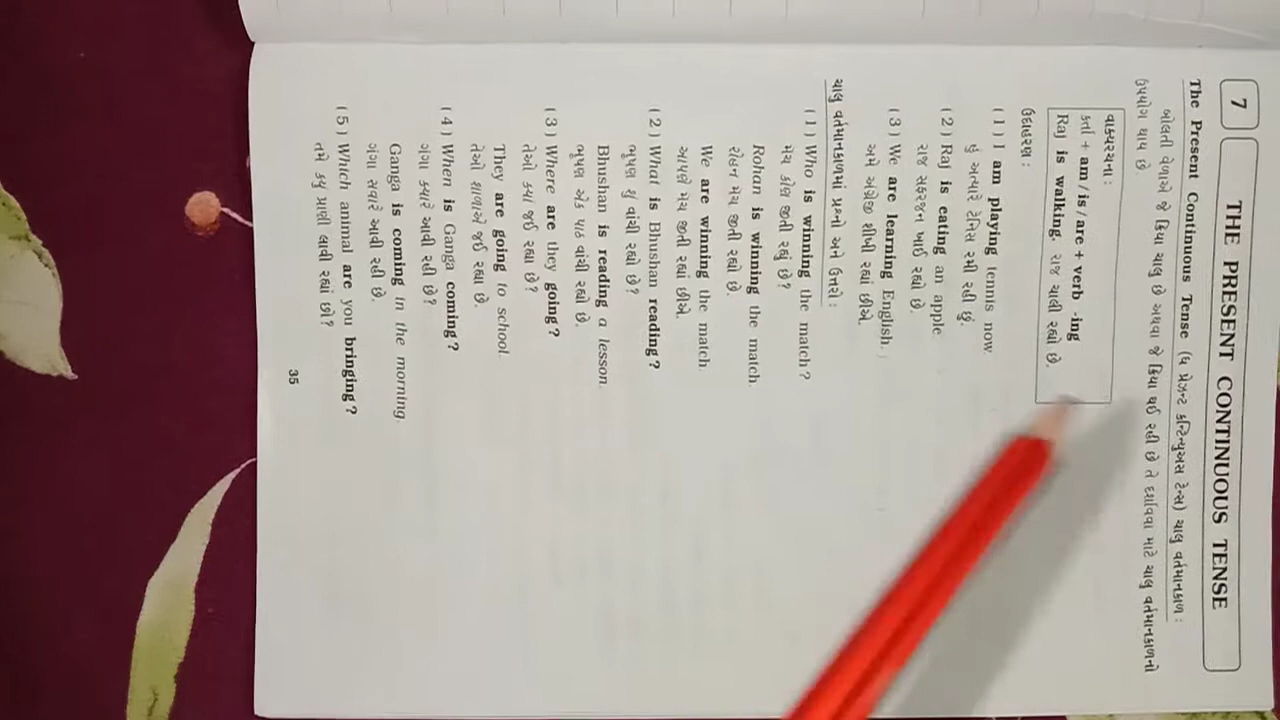 7
THE PRESENT CONTINUOUS TENSE
The Present Continuous Tense (ધ પ્રેઝન્ટ કન્ટિન્યુઅસ ટેન્સ) ચાલુ વર્તમાનકાળ :
બોલતી વેળાએ જે ક્રિયા ચાલુ છે અથવા જે ક્રિયા થઈ રહી છે તે દર્શાવવા માટે ચાલુ વર્તમાનકાળનો
ઉપયોગ થાય છે
વાક્યરચના :
કર્તા + am / is / are + verb -ing
Raj is walking. રાજ ચાલી રહ્યો છે.
ઉદાહરણ :
(1) I am playing tennis now
હું અત્યારે ટેનિસ રમી રહી છું.
(2) Raj is eating an apple
રાજ સફરજન ખાઈ રહ્યો છે.
(3) We are learning English.
અમે અંગ્રેજી શીખી રહ્યાં છીએ.
ચાલુ વર્તમાનકાળમાં પ્રશ્નો અને ઉત્તરો :
(1) Who is winning the match?
મેચ કોણ જીતી રહ્યું છે?
Rohan is winning the match.
રોહન મેચ જીતી રહ્યો છે.
We are winning the match
આપણે મેચ જીતી રહ્યાં છીએ.
(2) What is Bhushan reading?
ભૂષણ શું વાંચી રહ્યો છે?
Bhushan is reading a lesson
ભૂષણ એક પાઠ વાંચી રહ્યો છે.
(3) Where are they going?
તેઓ ક્યાં જઈ રહ્યા છે?
They are going to school.
તેઓ શાળાએ જઈ રહ્યા છે.
(4) When is Ganga coming?
ગંગા ક્યારે આવી રહી છે?
Ganga is coming in the morning.
ગંગા સવારે આવી રહી છે.
(5) Which animal are you bringing?
તમે કયું પ્રાણી લાવી રહ્યાં છો?
35